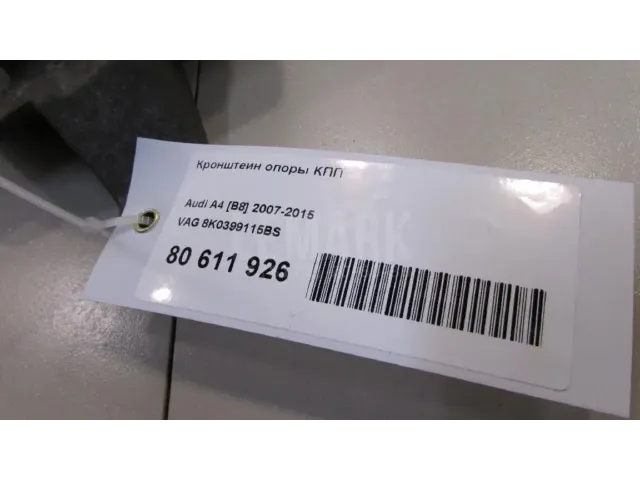 Кронштейн опоры КПП
Audi A4 [B8] 2007-2015
VAG 8K0399115BS
80 611 926